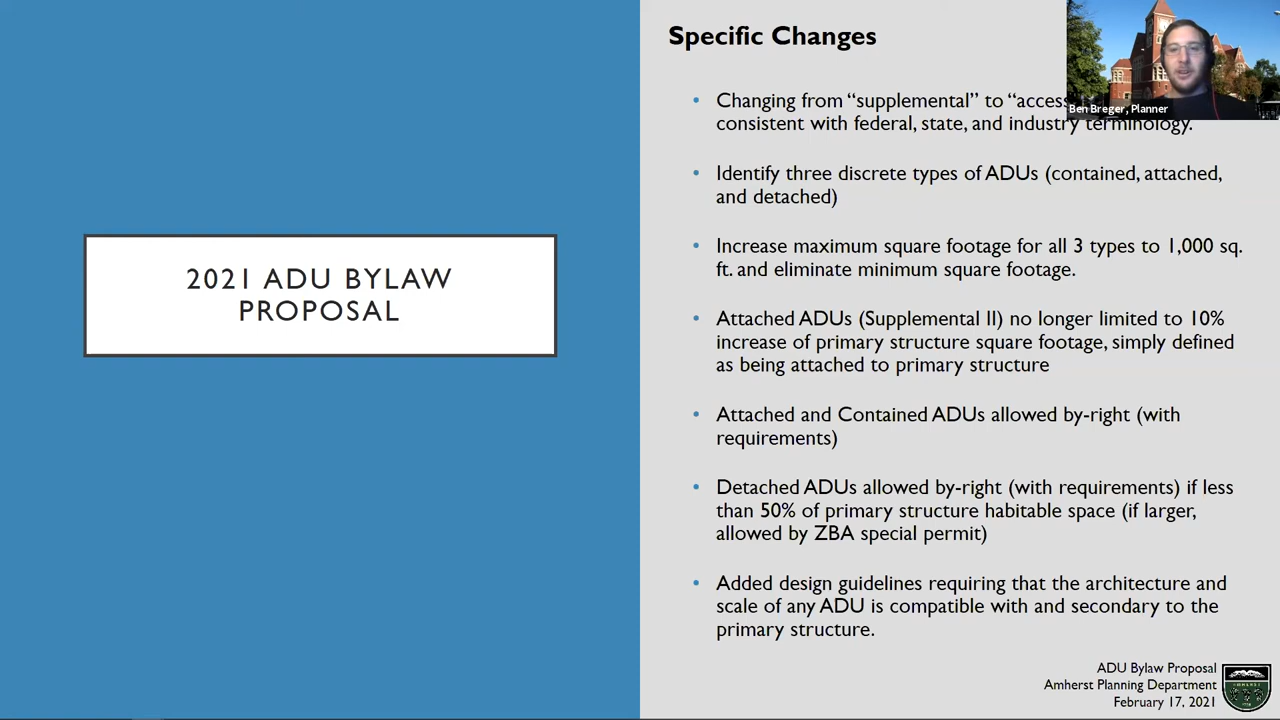 Specific Changes
Changing from “supplemental” to
consistent with federal, state, and industry terminology.
Identify three discrete types of ADUs (contained, attached,
and detached)
Increase maximum square footage for all 3 types to 1,000 sq.
ft. and eliminate minimum square footage.
Attached ADUs (Supplemental II) no longer limited to 10%
increase of primary structure square footage, simply defined
as being attached to primary structure
Attached and Contained ADUs allowed by-right (with
requirements)
Detached ADUs allowed by-right (with requirements) if less
than 50% of primary structure habitable space (if larger,
allowed by ZBA special permit)
Added design guidelines requiring that the architecture and
scale of any ADU is compatible with and secondary to the
primary structure.
2021 ADU BYLAW
PROPOSAL
Ben Breger, Planner
ADU Bylaw Proposal
Amherst Planning Department
February 17, 2021